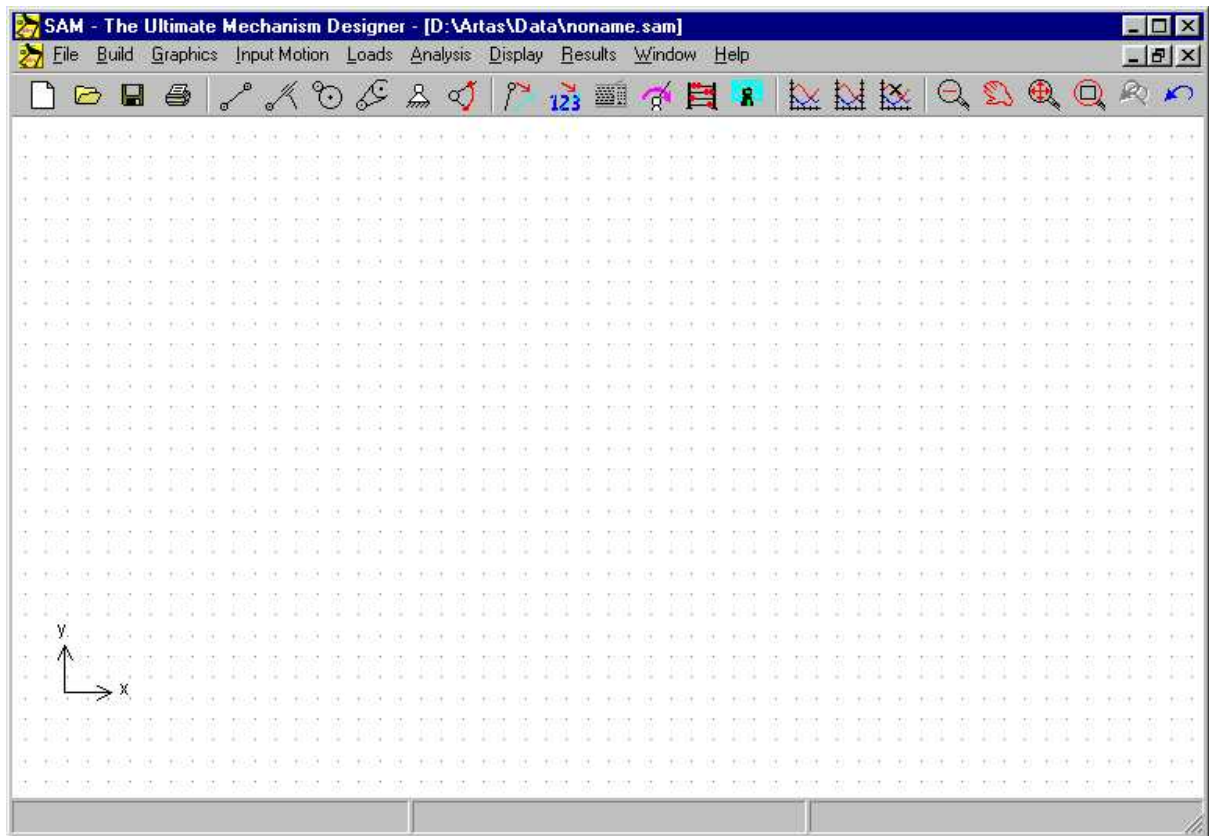 SAM - The Ultimate Mechanism Designer - [D:\Artas\Data\noname.sam]
File Build Graphics Input Motion Loads Analysis Display Results Window Help
123
y
x